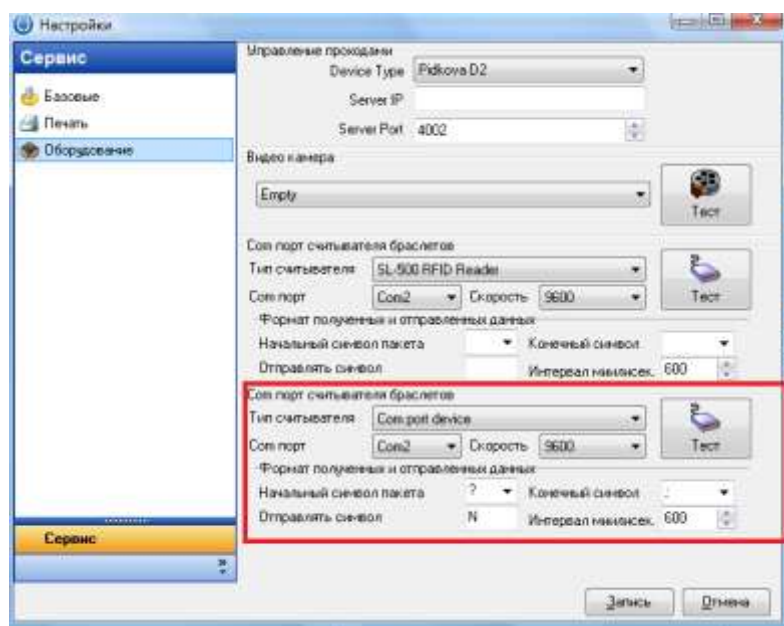 Настройки
Сервис
Базовые
Печать
Оборудование
Управление проходами
Device Type Pidkova D2
Server IP
Server Port 4002
Видео камера
Empty
Тест
Com порт считывателя браслетов
Тип считывателя SL-500 RFID Reader
Com порт Com2 Скорость 9600 Тест
Формат полученных и отправленных данных
Начальный символ пакета Конечный символ
Отправлять символ Интервал милисек. 600
Com порт считывателя браслетов
Тип считывателя Com port device
Com порт Com2 Скорость 9600 Тест
Формат полученных и отправленных данных
Начальный символ пакета ? Конечный символ
Отправлять символ N Интервал милисек. 600
Сервис
Запись Отмена